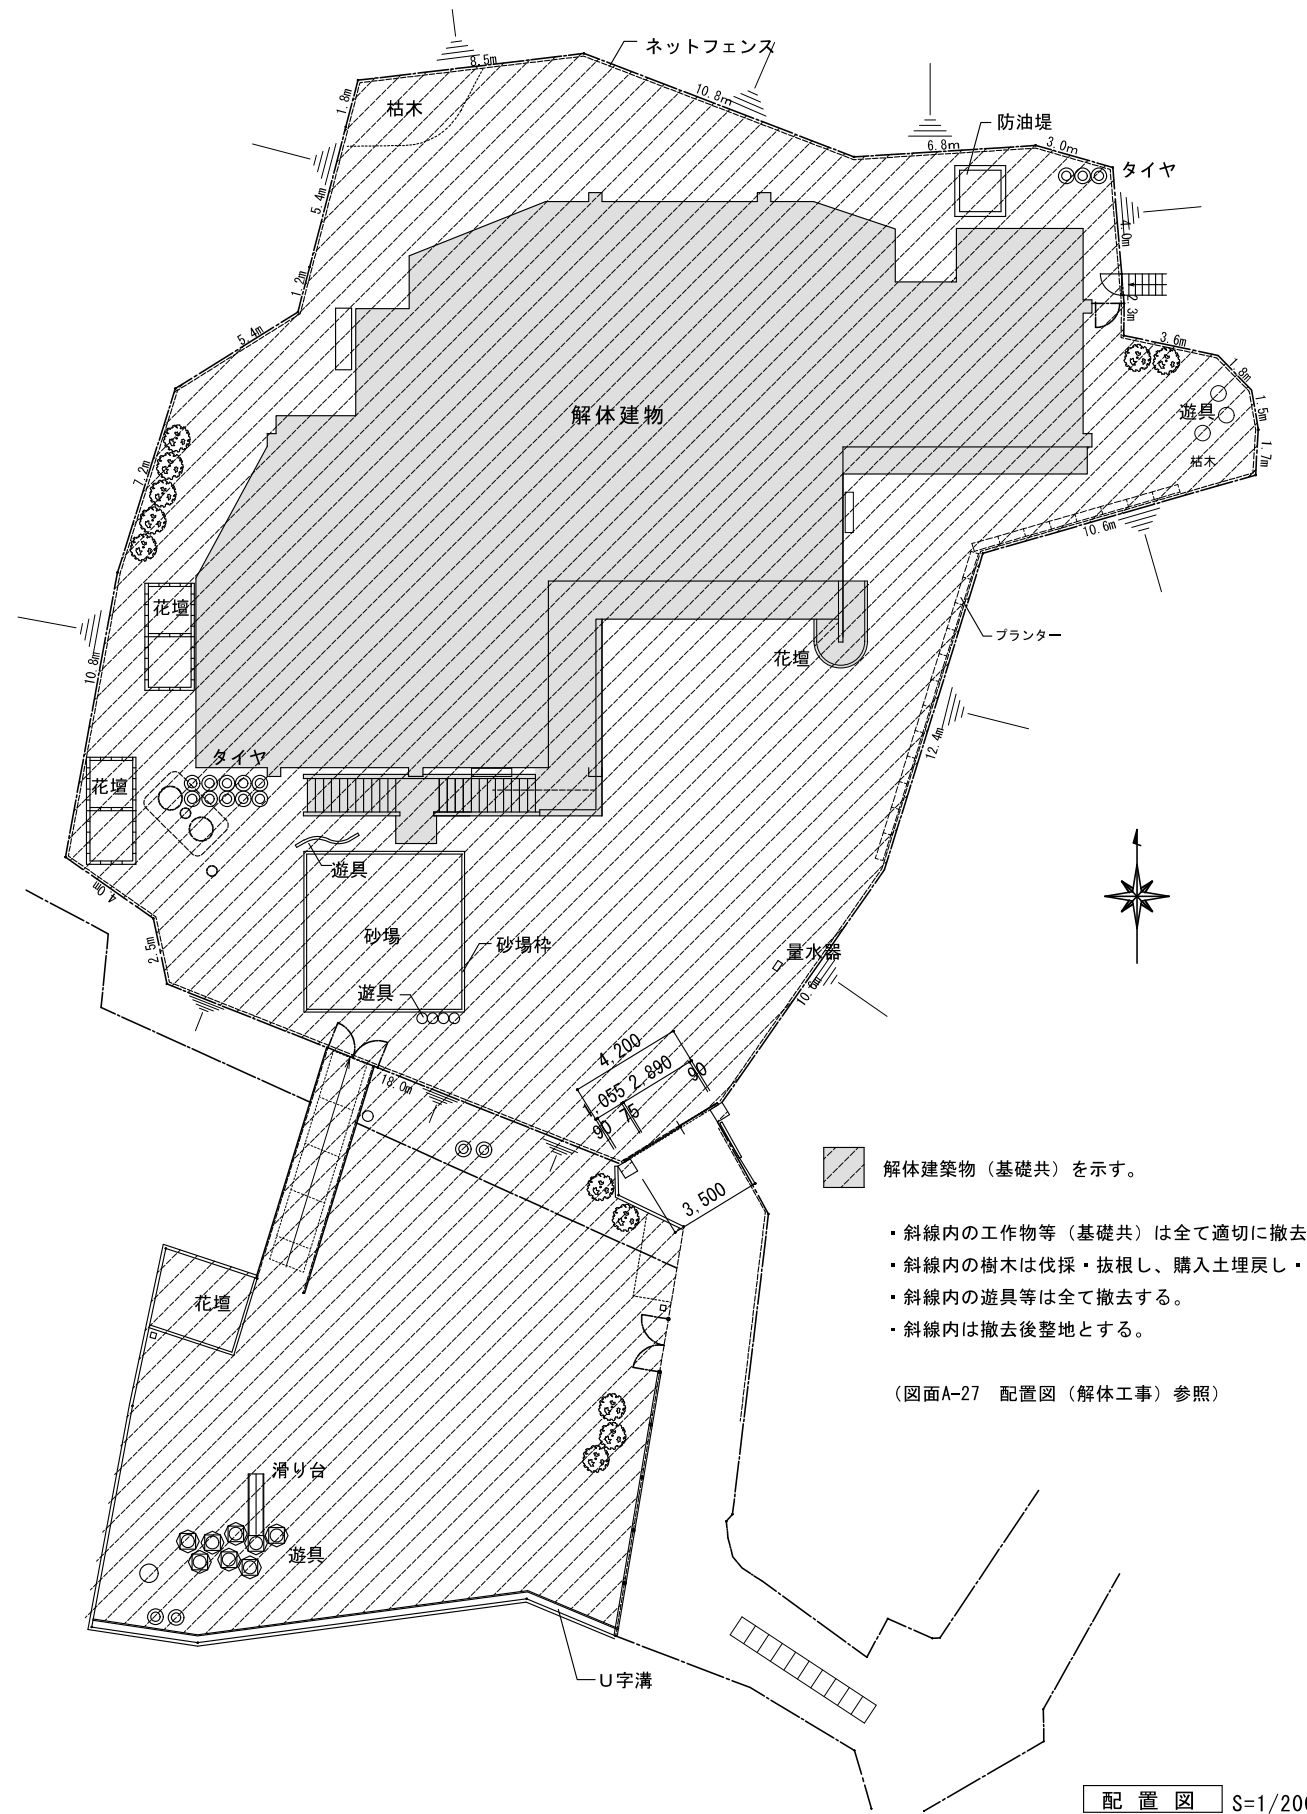 ネットフェンス
8.5m
10.8m
1.8m
枯木
防油堤
6.8m
3.0m
タイヤ
5.4m
4.0m
1.2m
2.3m
5.4m
3.6m
1.8m
遊具
1.5m
解体建物
1.7m
枯木
7.2m
10.6m
花壇
プランター
花壇
10.8m
12.4m
タイヤ
花壇
遊具
4.0m
砂場
砂場枠
2.5m
量水器
遊具
10.6m
18.0m
4,200
1,055 2,890
90
90 75
3,500
解体建築物（基礎共）を示す。
・斜線内の工作物等（基礎共）は全て適切に撤去
・斜線内の樹木は伐採・抜根し、購入土埋戻し・
・斜線内の遊具等は全て撤去する。
・斜線内は撤去後整地とする。
花壇
（図面A-27　配置図（解体工事）参照）
滑り台
遊具
U字溝
配 置 図
S=1/20